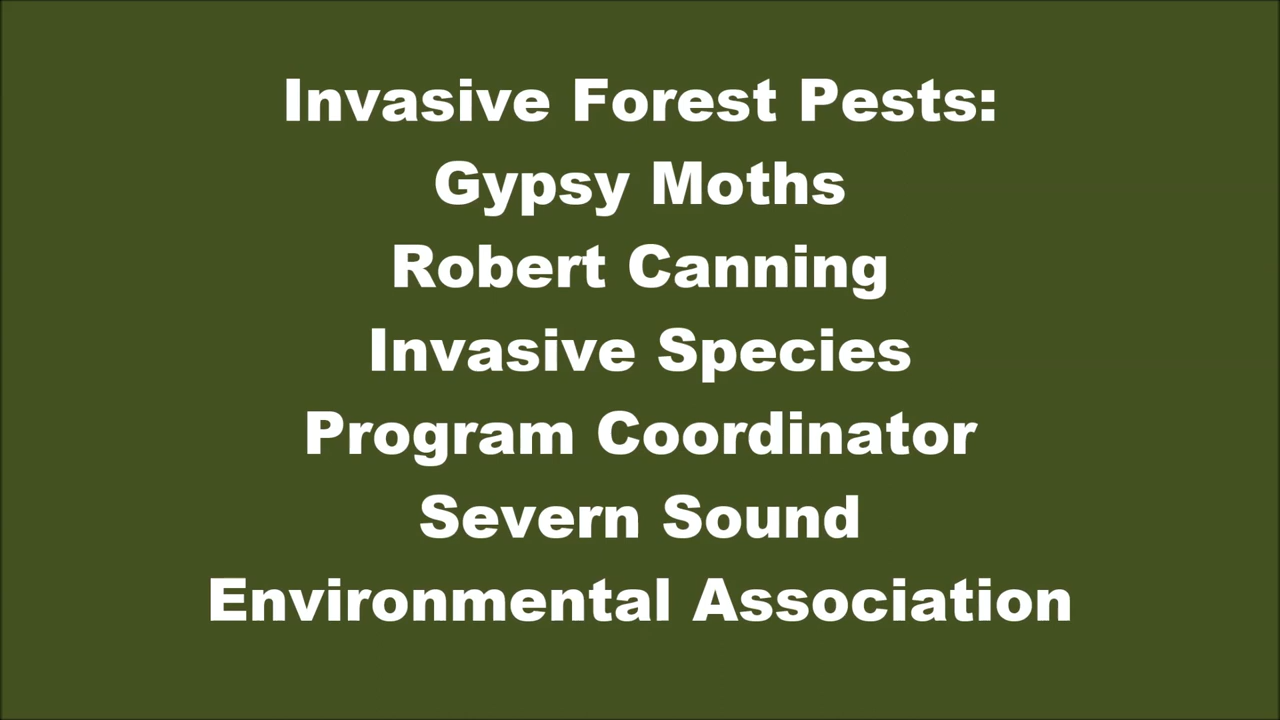 Invasive Forest Pests:
Gypsy Moths
Robert Canning
Invasive Species
Program Coordinator
Severn Sound
Environmental Association